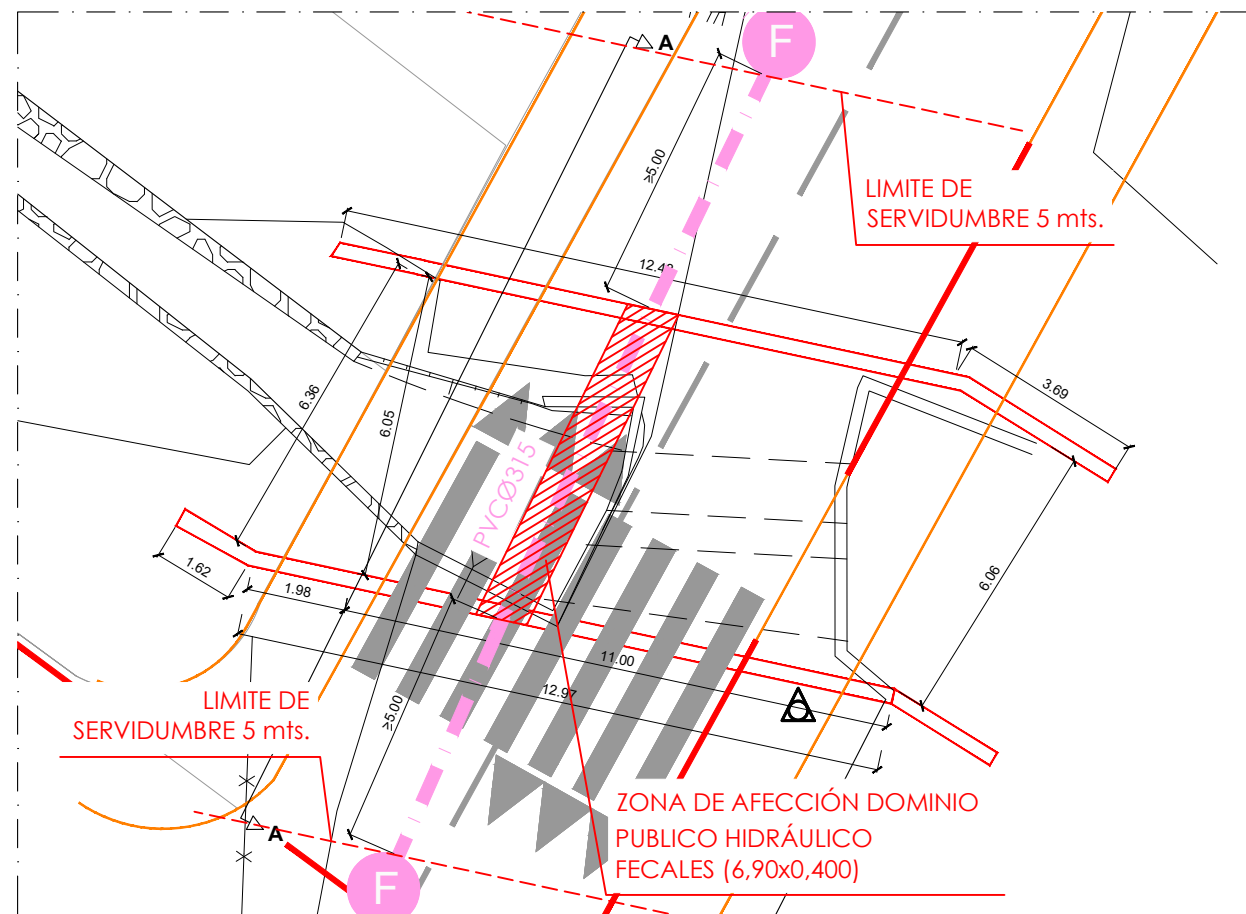 F
A
≥5.00
LIMITE DE
SERVIDUMBRE 5 mts.
12.43
3.69
6.36
6.05
PVCØ315
1.62
1.98
6.06
11.00
12.97
≥5.00
LIMITE DE
SERVIDUMBRE 5 mts.
A
ZONA DE AFECCIÓN DOMINIO
PUBLICO HIDRÁULICO
FECALES (6,90x0,400)
F